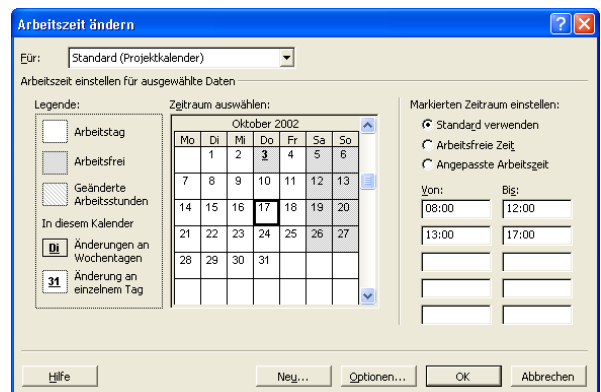 Arbeitszeit ändern
Für: Standard (Projektkalender)
Arbeitszeit einstellen für ausgewählte Daten
Legende:
Arbeitstag
Arbeitsfrei
Geänderte
Arbeitsstunden
In diesem Kalender
Di Änderungen an
Wochentagen
31 Änderung an
einzelnem Tag
Zeitraum auswählen:
Oktober 2002
Mo Di Mi Do Fr Sa So
1 2 3 4 5 6
7 8 9 10 11 12 13
14 15 16 17 18 19 20
21 22 23 24 25 26 27
28 29 30 31
Markierten Zeitraum einstellen:
Standard verwenden
Arbeitsfreie Zeit
Angepasste Arbeitszeit
Von: Bis:
08:00 12:00
13:00 17:00
Hilfe Neu... Optionen... OK Abbrechen